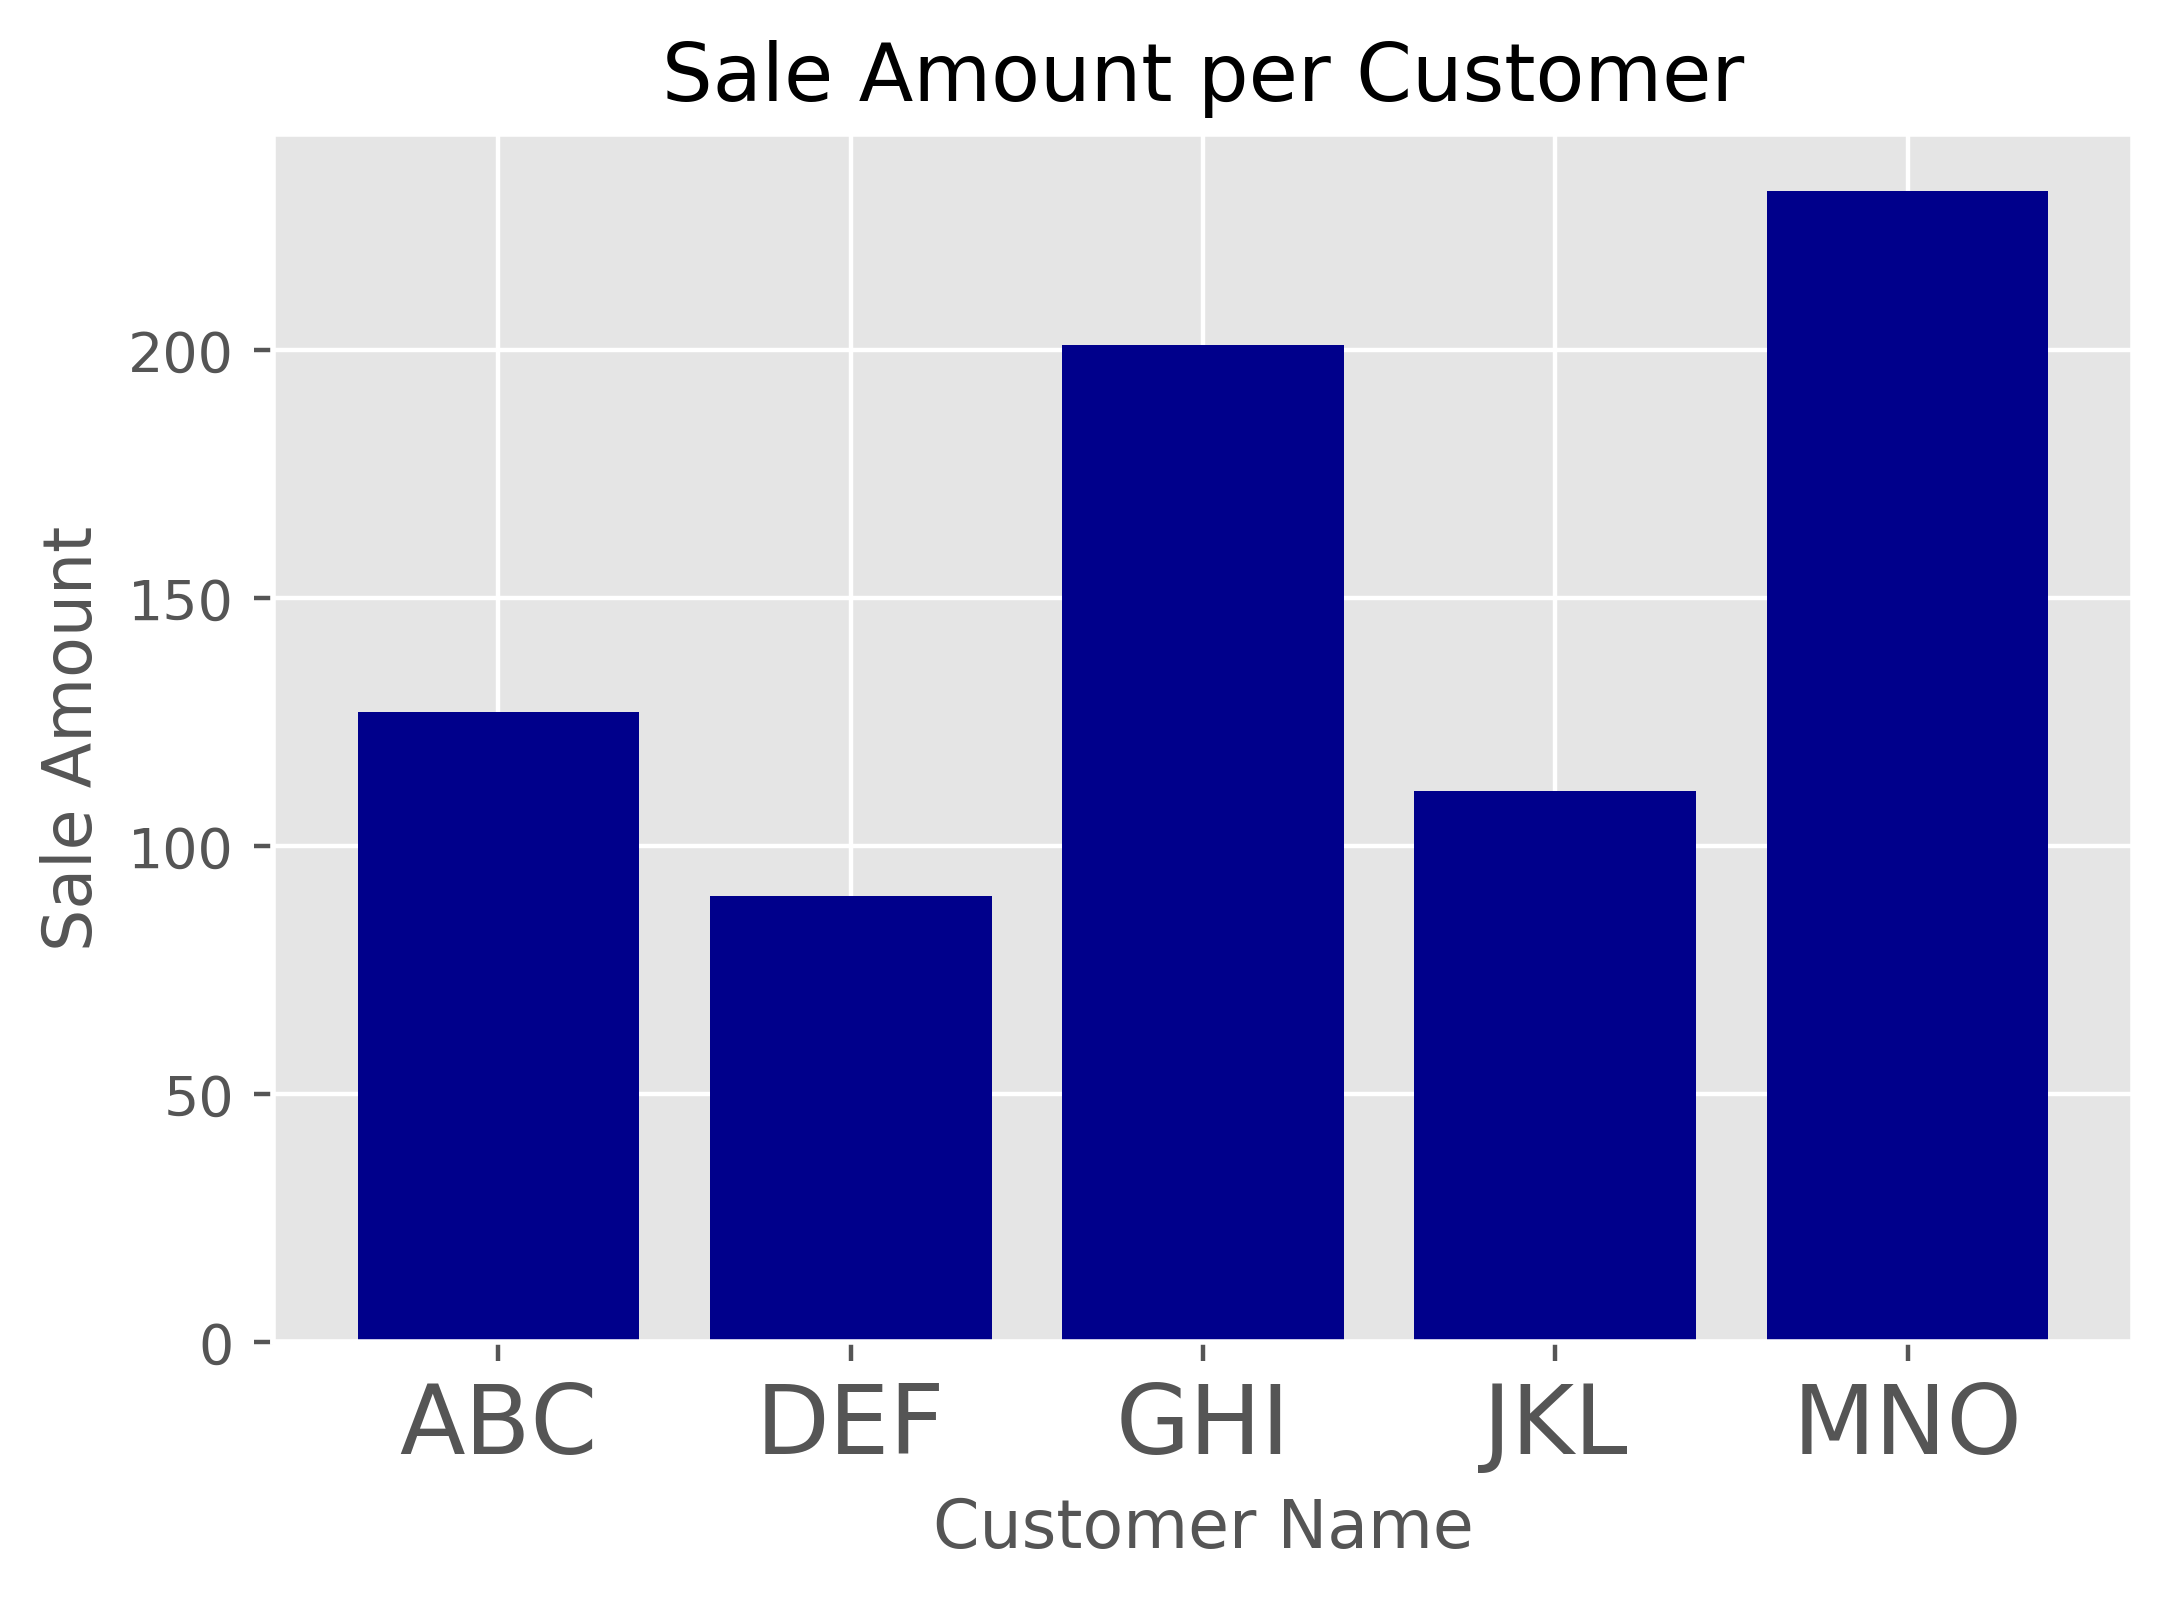 Sale Amount per Customer
Sale Amount
200
150
100
50
0
ABC DEF GHI JKL MNO
Customer Name